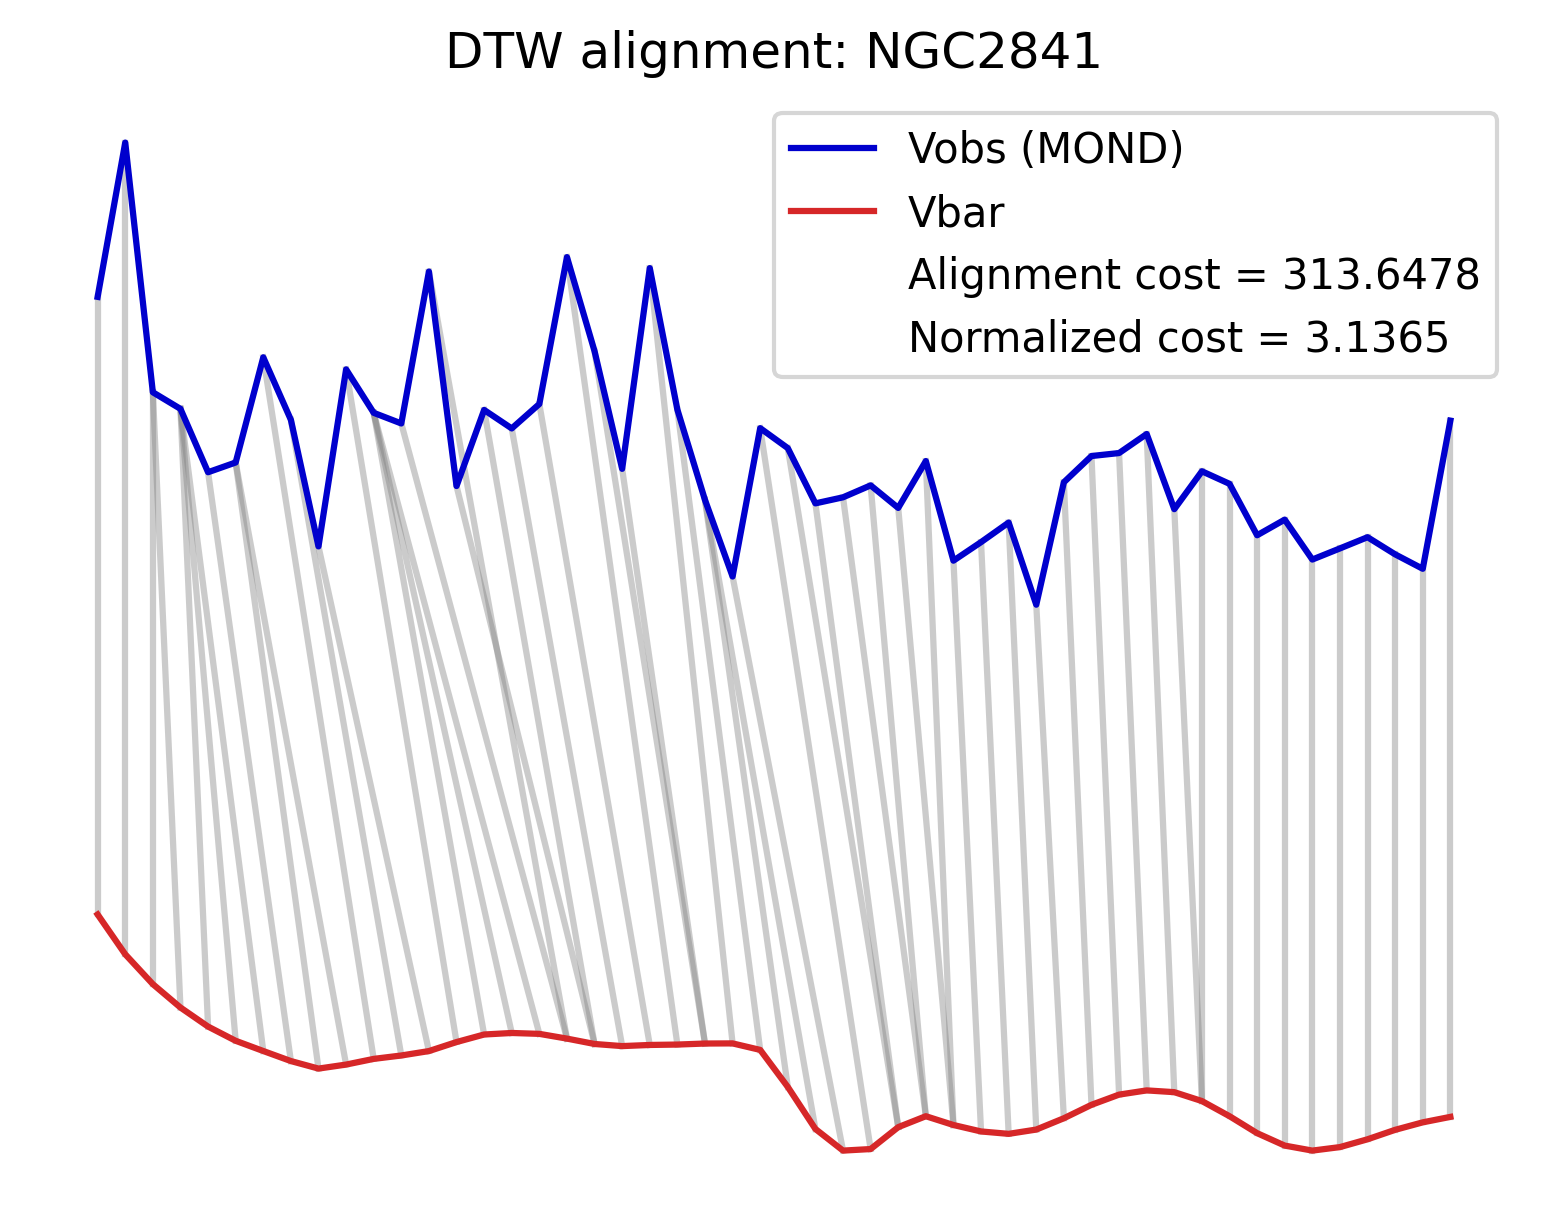 DTW alignment: NGC2841
Vobs (MOND)
Vbar
Alignment cost = 313.6478
Normalized cost = 3.1365